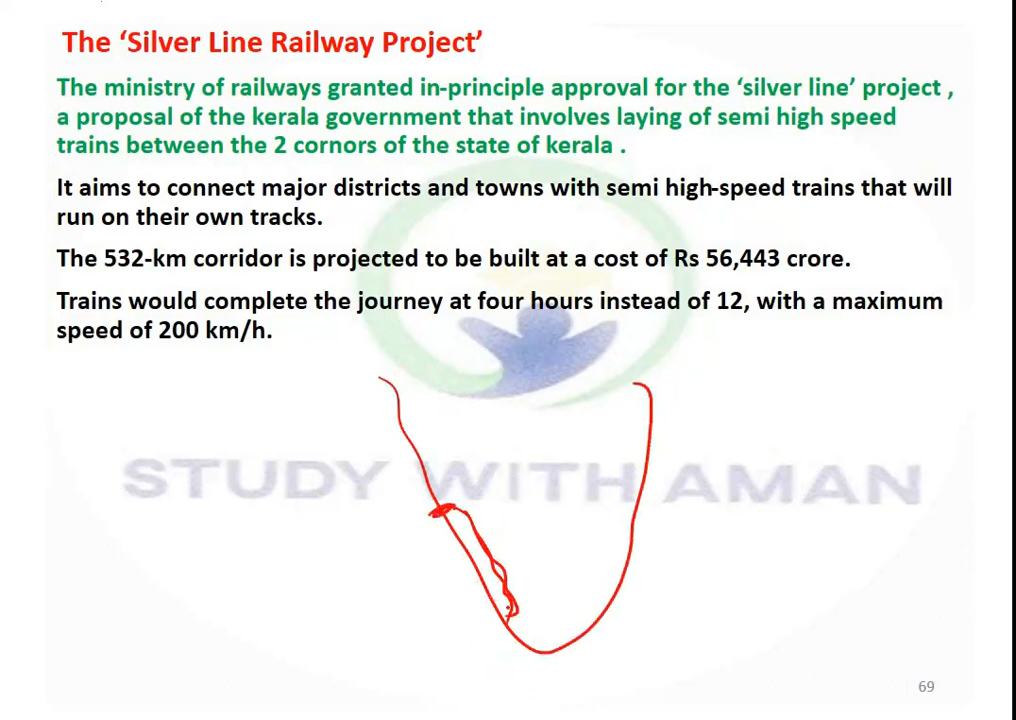 The ‘Silver Line Railway Project’
The ministry of railways granted in-principle approval for the ‘silver line’ project ,
a proposal of the kerala government that involves laying of semi high speed
trains between the 2 cornors of the state of kerala .
It aims to connect major districts and towns with semi high-speed trains that will
run on their own tracks.
The 532-km corridor is projected to be built at a cost of Rs 56,443 crore.
Trains would complete the journey at four hours instead of 12, with a maximum
speed of 200 km/h.
STUDY WITH AMAN
69